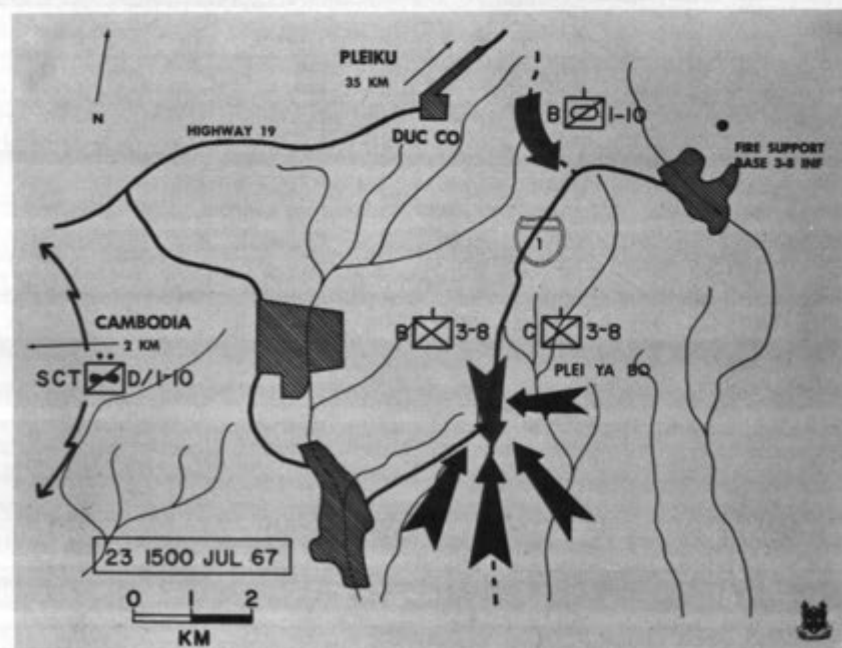 PLEIKU
35 KM
N
HIGHWAY 19
DUC CO
B 1-10
FIRE SUPPORT
BASE 3-8 INF
1
CAMBODIA
2 KM
SCT D/1-10
B 3-8
C 3-8
PLEI YA BO
23 1500 JUL 67
0 1 2
KM